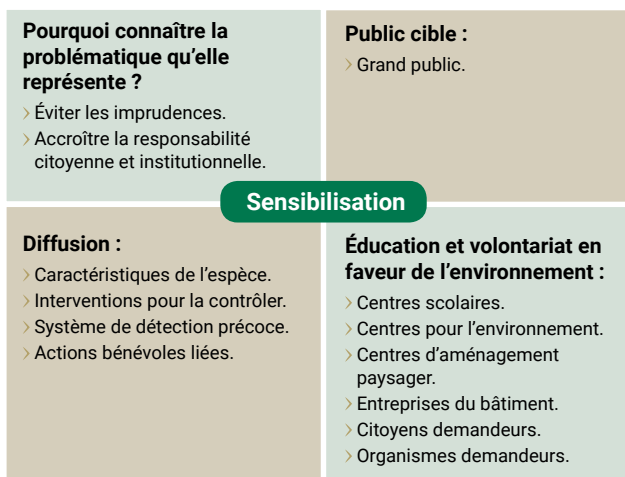 Pourquoi connaître la
problématique qu’elle
représente ?
› Éviter les imprudences.
› Accroître la responsabilité
citoyenne et institutionnelle.
Public cible :
› Grand public.
Sensibilisation
Diffusion :
› Caractéristiques de l’espèce.
› Interventions pour la contrôler.
› Système de détection précoce.
› Actions bénévoles liées.
Éducation et volontariat en
faveur de l’environnement :
› Centres scolaires.
› Centres pour l’environnement.
› Centres d’aménagement
paysager.
› Entreprises du bâtiment.
› Citoyens demandeurs.
› Organismes demandeurs.